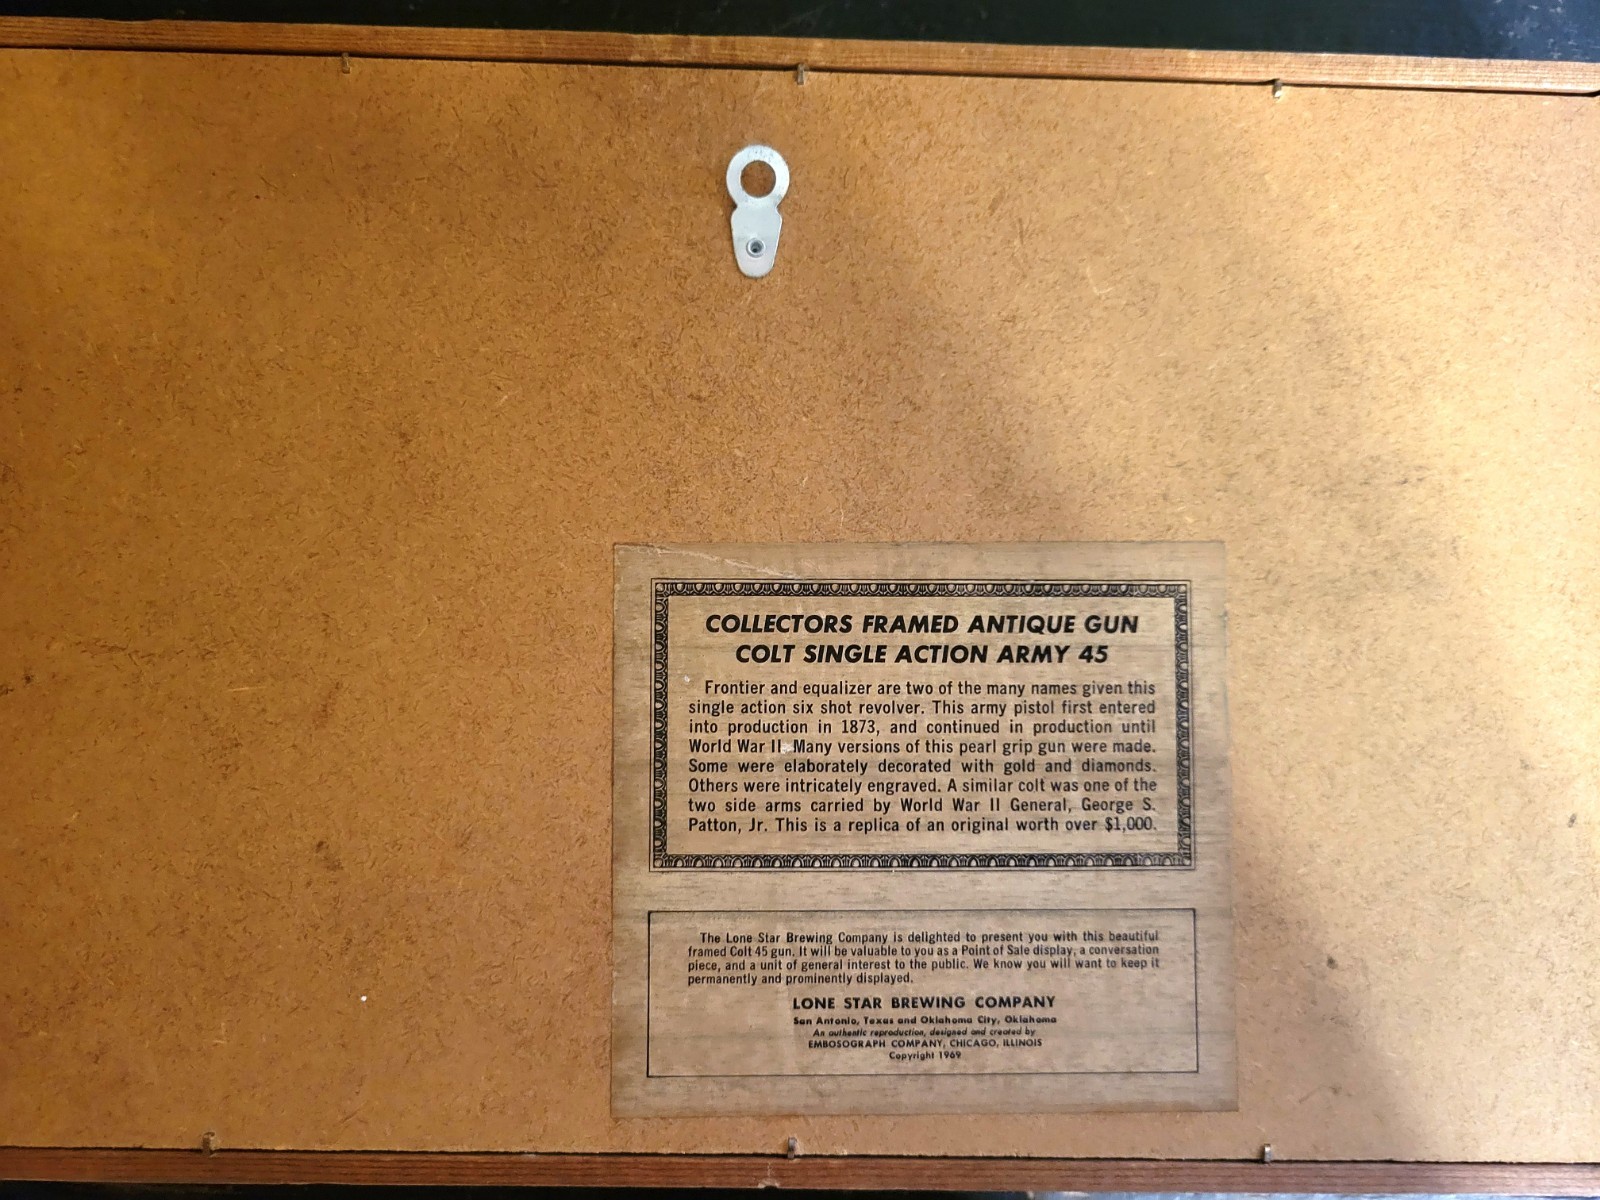 COLLECTORS FRAMED ANTIQUE GUN
COLT SINGLE ACTION ARMY 45
Frontier and equalizer are two of the many names given this
single action six shot revolver. This army pistol first entered
into production in 1873, and continued in production until
World War II. Many versions of this pearl grip gun were made.
Some were elaborately decorated with gold and diamonds.
Others were intricately engraved. A similar colt was one of the
two side arms carried by World War II General, George S.
Patton, Jr. This is a replica of an original worth over $1,000.
The Lone Star Brewing Company is delighted to present you with this beautiful
framed Colt 45 gun. It will be valuable to you as a Point of Sale display, a conversation
piece, and a unit of general interest to the public. We know you will want to keep it
permanently and prominently displayed.
LONE STAR BREWING COMPANY
San Antonio, Texas and Oklahoma City, Oklahoma
An authentic reproduction, designed and created by
EMBOSOGRAPH COMPANY, CHICAGO, ILLINOIS
Copyright 1969